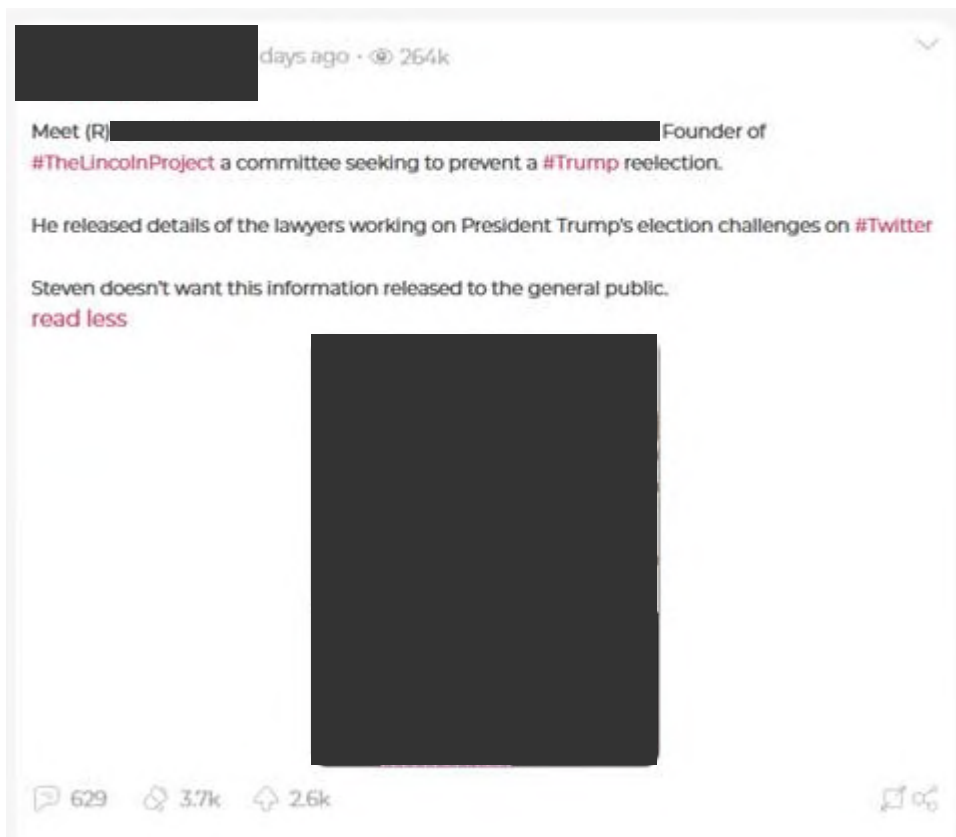 days ago · 264k
Meet (R) Founder of
#TheLincolnProject a committee seeking to prevent a #Trump reelection.
He released details of the lawyers working on President Trump's election challenges on #Twitter
Steven doesn't want this information released to the general public.
read less
629 3.7k 2.6k